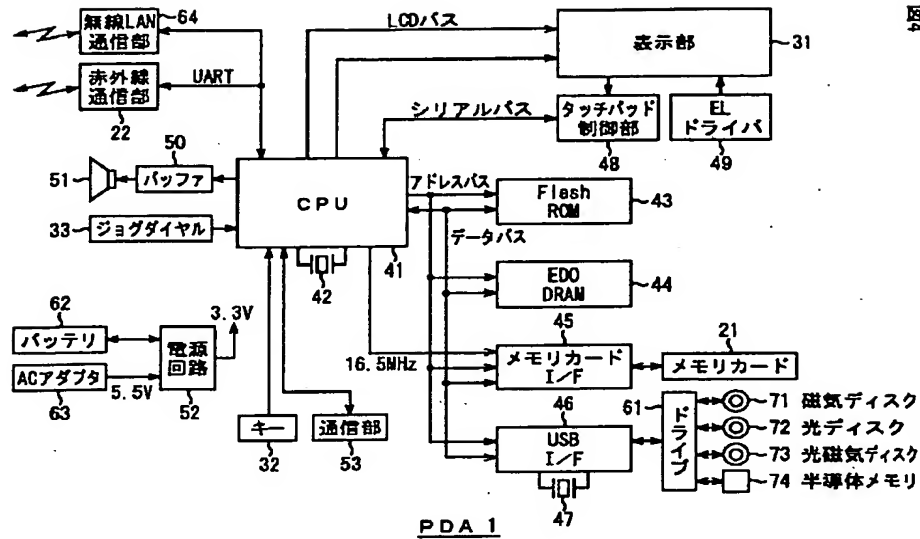 図4
無線LAN
通信部
64
赤外線
通信部
22
UART
LCDバス
表示部
31
シリアルバス
タッチパッド
制御部
48
EL
ドライバ
49
50
バッファ
51
33
ジョグダイヤル
CPU
41
42
アドレスバス
データバス
Flash
ROM
43
EDO
DRAM
44
62
バッテリ
ACアダプタ
63
5.5V
電源
回路
52
3.3V
キー
32
通信部
53
16.5MHz
45
メモリカード
I/F
21
メモリカード
46
USB
I/F
47
61
ドライブ
71 磁気ディスク
72 光ディスク
73 光磁気ディスク
74 半導体メモリ
PDA 1